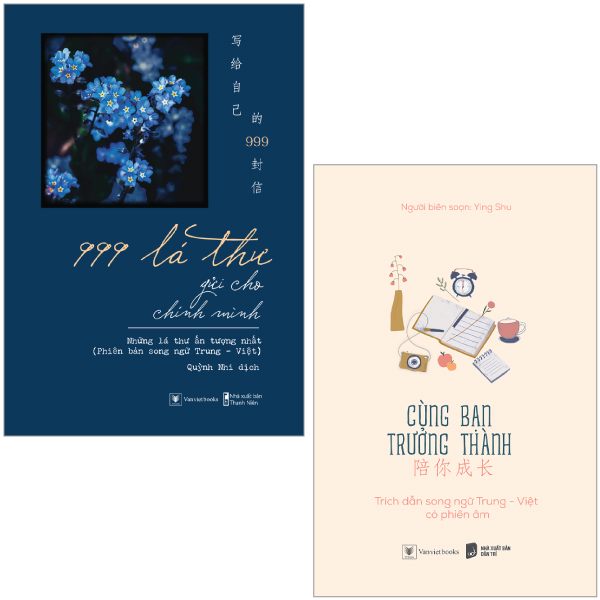 写给自己
的999封信
999 lá thư
gửi cho
chính mình
Những lá thư ấn tượng nhất
(Phiên bản song ngữ Trung - Việt)
Quỳnh Nhi dịch
Vanvietbooks
Nhà xuất bản
Thanh Niên
Người biên soạn: Ying Shu
CÙNG BẠN
TRƯỞNG THÀNH
陪你成长
Trích dẫn song ngữ Trung - Việt
có phiên âm
Vanvietbooks
NHÀ XUẤT BẢN
DÂN TRÍ